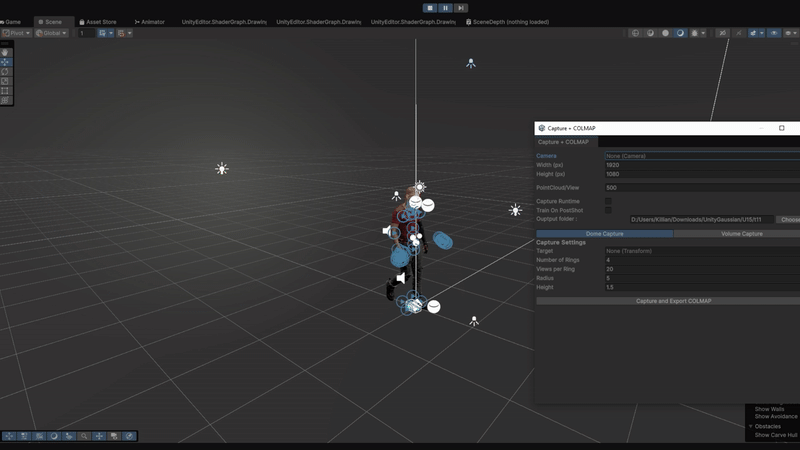 Game
Scene
Asset Store
Animator
UnityEditor.ShaderGraph.Drawin
UnityEditor.ShaderGraph.Drawin
UnityEditor.ShaderGraph.Drawin
SceneDepth (nothing loaded)
Pivot
Global
1
Capture + COLMAP
Capture + COLMAP
Camera None (Camera)
Width (px) 1920
Height (px) 1080
PointCloud/View 500
Capture Runtime
Train On PostShot
Ouptput folder : D:/Users/Killian/Downloads/UnityGaussian/U15/t11 Choose
Dome Capture Volume Capture
Capture Settings
Target None (Transform)
Number of Rings 4
Views per Ring 20
Radius 5
Height 1.5
Capture and Export COLMAP
Show Walls
Show Avoidance
Obstacles
Show Carve Hull